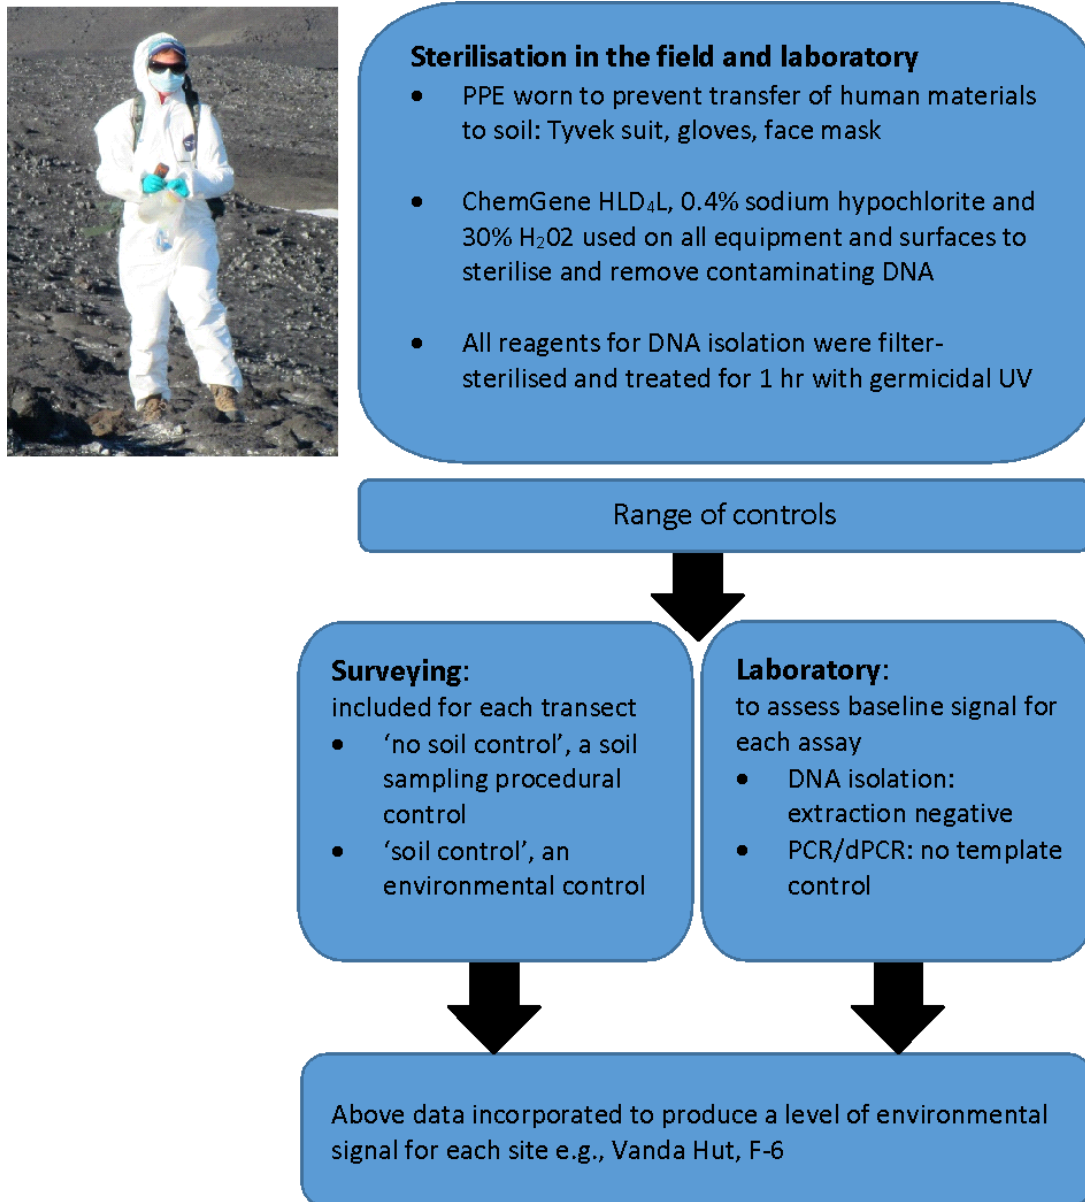 Sterilisation in the field and laboratory
• PPE worn to prevent transfer of human materials
to soil: Tyvek suit, gloves, face mask
• ChemGene HLD₄L, 0.4% sodium hypochlorite and
30% H₂02 used on all equipment and surfaces to
sterilise and remove contaminating DNA
• All reagents for DNA isolation were filter-
sterilised and treated for 1 hr with germicidal UV
Range of controls
Surveying:
included for each transect
• ‘no soil control’, a soil
sampling procedural
control
• ‘soil control’, an
environmental control
Laboratory:
to assess baseline signal for
each assay
• DNA isolation:
extraction negative
• PCR/dPCR: no template
control
Above data incorporated to produce a level of environmental
signal for each site e.g., Vanda Hut, F-6